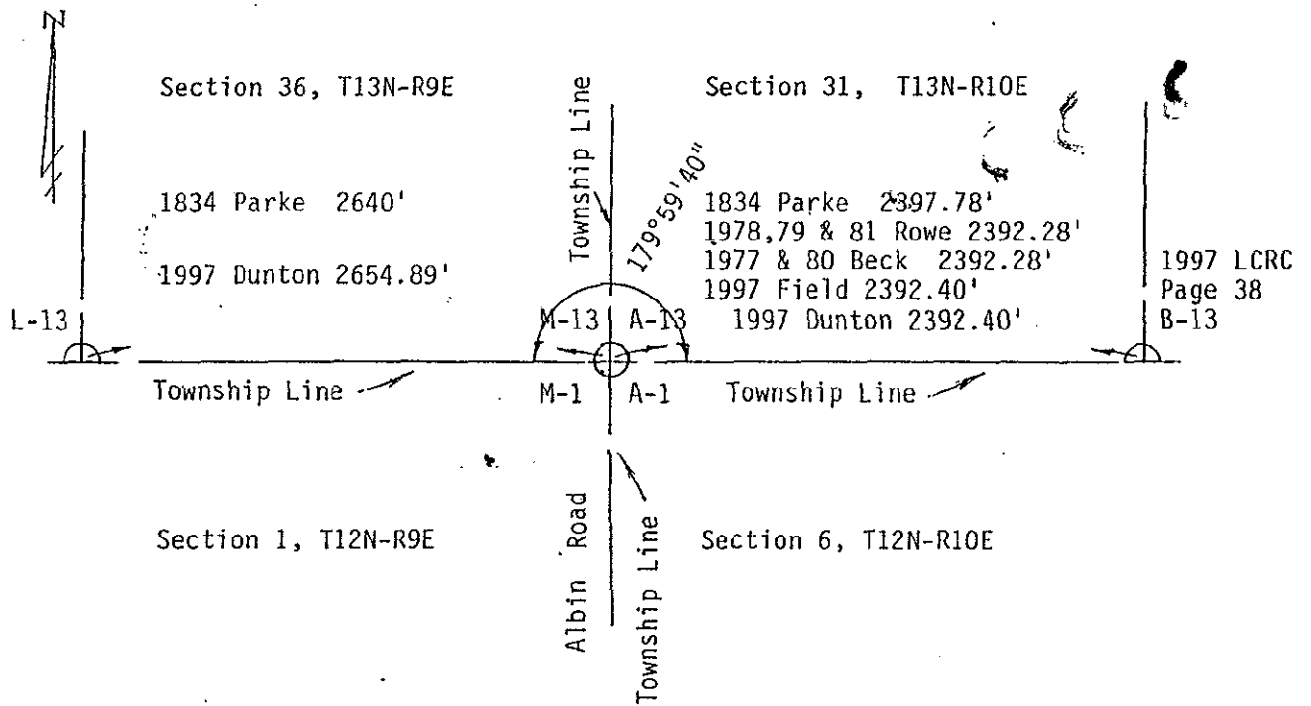 N
Section 36, T13N-R9E
Section 31, T13N-R10E
Township Line
179°59'40"
1834 Parke 2640'
1997 Dunton 2654.89'
1834 Parke 2397.78'
1978,79 & 81 Rowe 2392.28'
1977 & 80 Beck 2392.28'
1997 Field 2392.40'
1997 Dunton 2392.40'
1997 LCRC
Page 38
B-13
L-13
M-13 A-13
Township Line
M-1 A-1
Township Line
Section 1, T12N-R9E
Albin Road
Township Line
Section 6, T12N-R10E